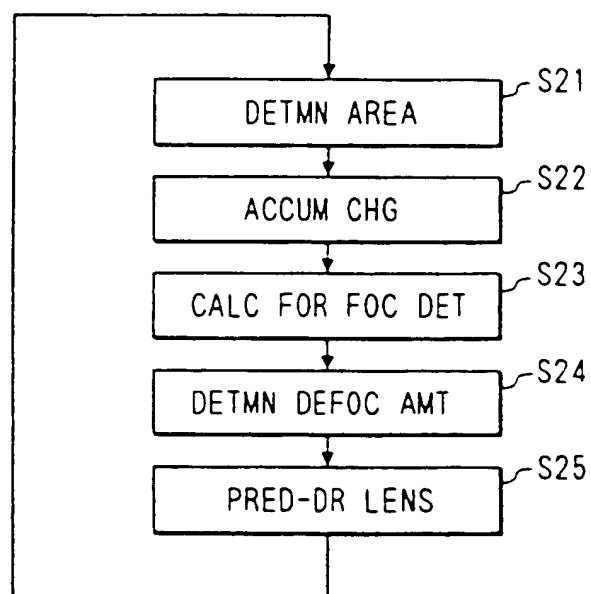 S21
DETMN AREA
S22
ACCUM CHG
S23
CALC FOR FOC DET
S24
DETMN DEFOC AMT
S25
PRED-DR LENS